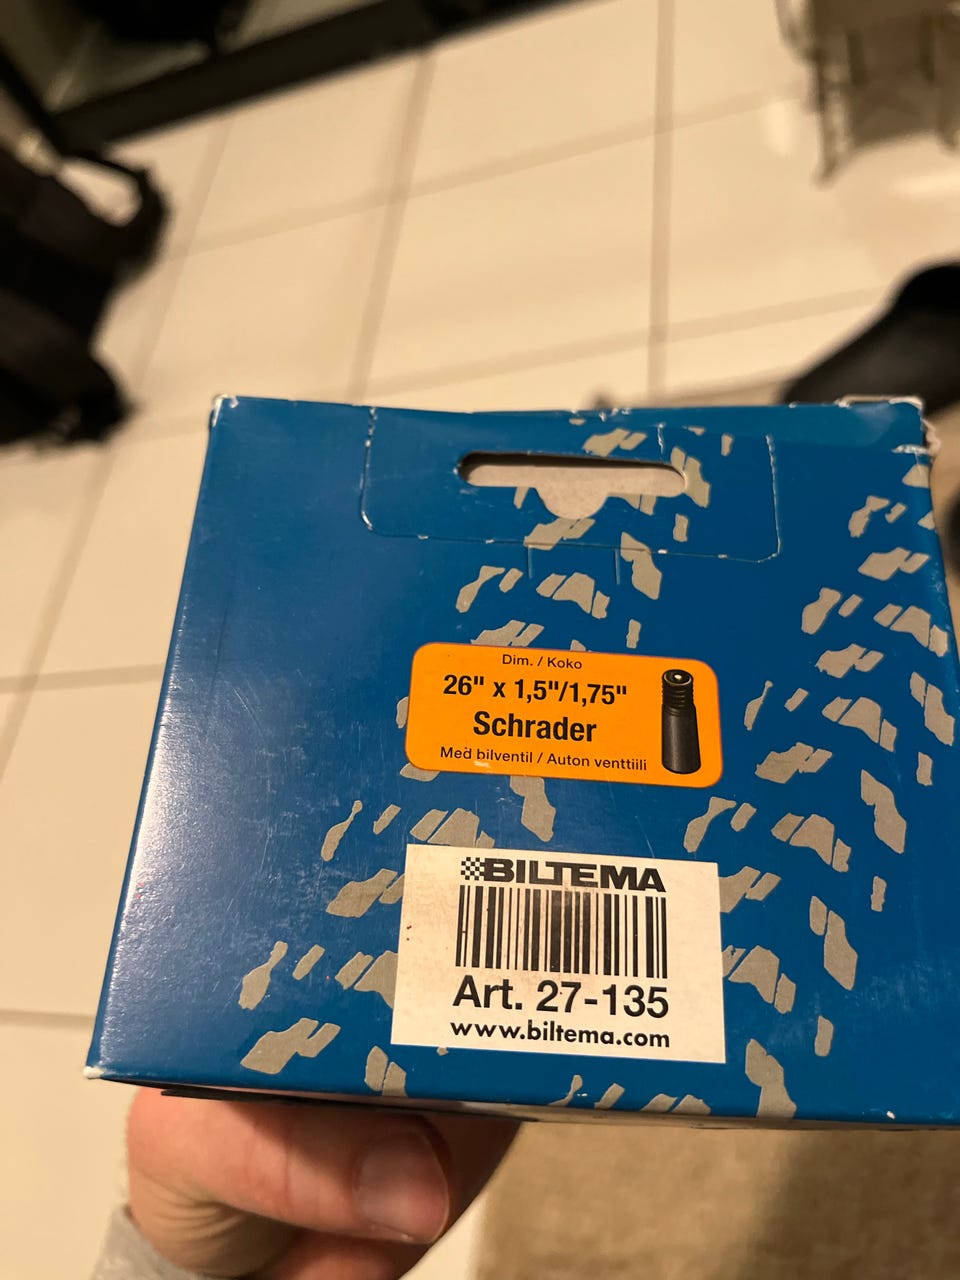 Dim. / Koko
26" x 1,5"/1,75"
Schrader
Med bilventil / Auton venttiili
BILTEMA
Art. 27-135
www.biltema.com